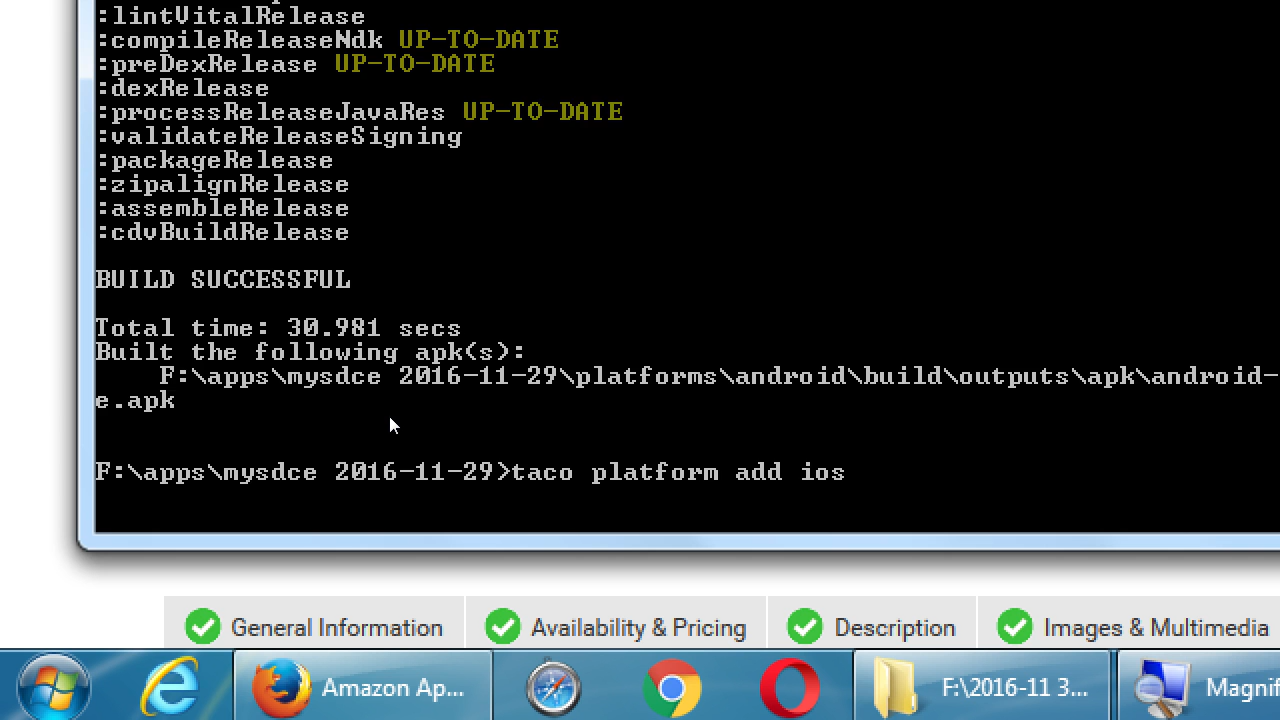 :lintVitalRelease
:compileReleaseNdk UP-TO-DATE
:preDexRelease UP-TO-DATE
:dexRelease
:processReleaseJavaRes UP-TO-DATE
:validateReleaseSigning
:packageRelease
:zipalignRelease
:assembleRelease
:cdvBuildRelease
BUILD SUCCESSFUL
Total time: 30.981 secs
Built the following apk(s):
F:\apps\mysdce 2016-11-29\platforms\android\build\outputs\apk\android-
e.apk
F:\apps\mysdce 2016-11-29>taco platform add ios
General Information Availability & Pricing Description Images & Multimedia
Amazon Ap... F:\2016-11 3... Magnif